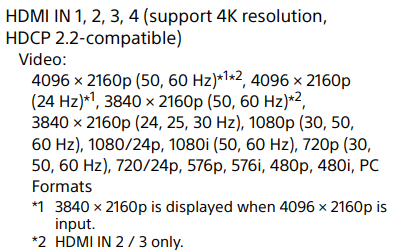 HDMI IN 1, 2, 3, 4 (support 4K resolution,
HDCP 2.2-compatible)
Video:
4096 × 2160p (50, 60 Hz)*1*2, 4096 × 2160p
(24 Hz)*1, 3840 × 2160p (50, 60 Hz)*2,
3840 × 2160p (24, 25, 30 Hz), 1080p (30, 50,
60 Hz), 1080/24p, 1080i (50, 60 Hz), 720p (30,
50, 60 Hz), 720/24p, 576p, 576i, 480p, 480i, PC
Formats
*1 3840 × 2160p is displayed when 4096 × 2160p is
input.
*2 HDMI IN 2 / 3 only.